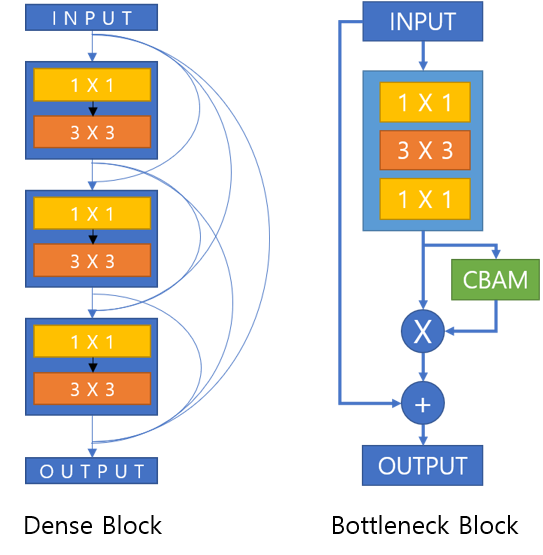 INPUT
1 X 1
3 X 3
1 X 1
3 X 3
1 X 1
3 X 3
OUTPUT
Dense Block
INPUT
1 X 1
3 X 3
1 X 1
CBAM
X
+
OUTPUT
Bottleneck Block